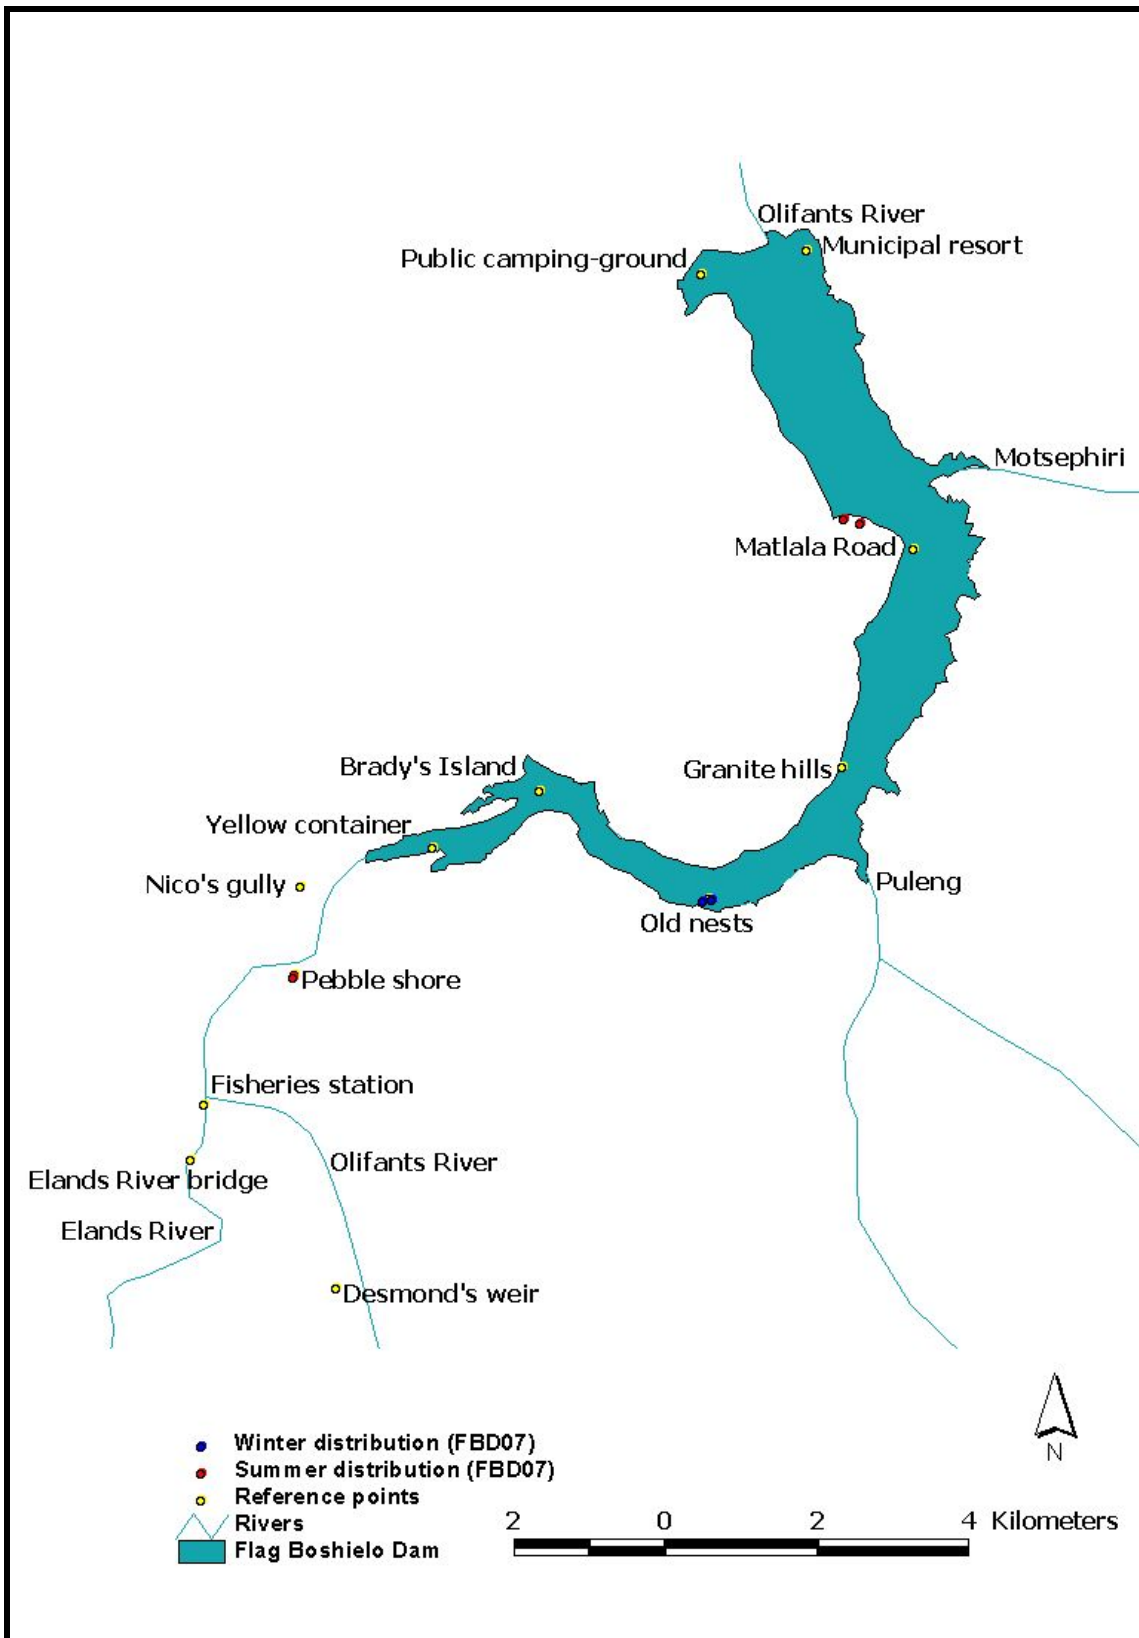 Olifants River
Municipal resort
Public camping-ground
Motsephiri
Matlala Road
Brady's Island
Granite hills
Yellow container
Nico's gully
Puleng
Old nests
Pebble shore
Fisheries station
Olifants River
Elands River bridge
Elands River
Desmond's weir
N
Winter distribution (FBD07)
Summer distribution (FBD07)
Reference points
Rivers
Flag Boshielo Dam
2 0 2 4 Kilometers